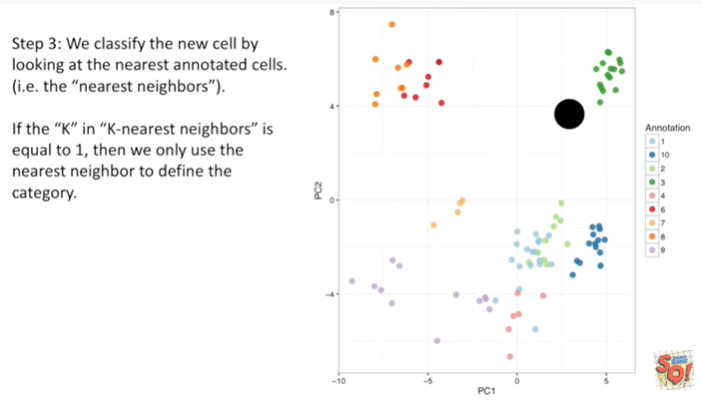 Step 3: We classify the new cell by
looking at the nearest annotated cells.
(i.e. the “nearest neighbors”).
If the “K” in “K-nearest neighbors” is
equal to 1, then we only use the
nearest neighbor to define the
category.
8
4
0
−4
PC2
−10
−5
0
5
PC1
Annotation
1
10
2
3
4
6
7
8
9
SQ!